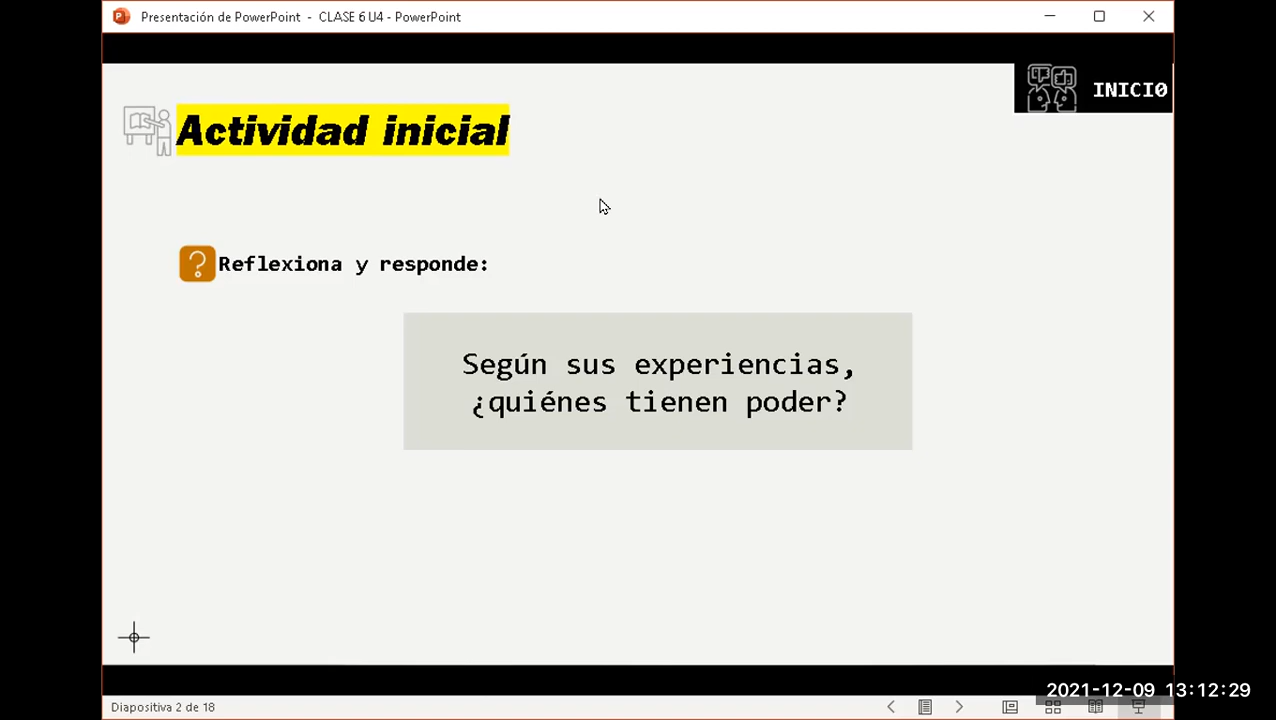 Presentación de PowerPoint - CLASE 6 U4 - PowerPoint
INICIO
Actividad inicial
Reflexiona y responde:
Según sus experiencias,
¿quiénes tienen poder?
2021-12-09 13:12:29
Diapositiva 2 de 18